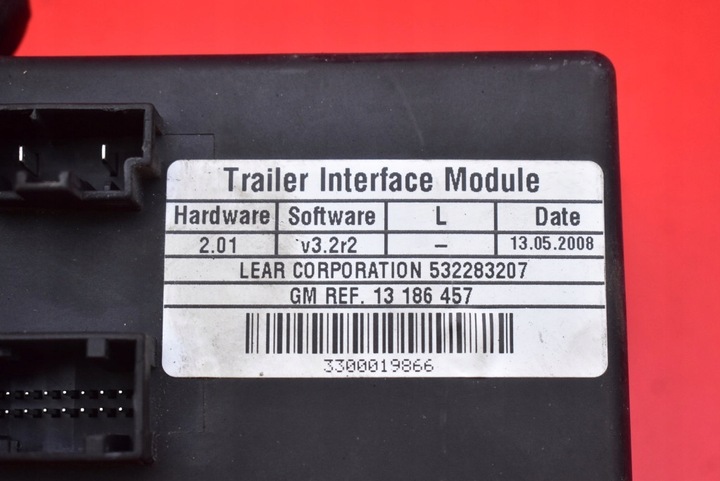 Trailer Interface Module
Hardware Software L Date
2.01 v3.2r2 – 13.05.2008
LEAR CORPORATION 532283207
GM REF. 13 186 457
3300019866